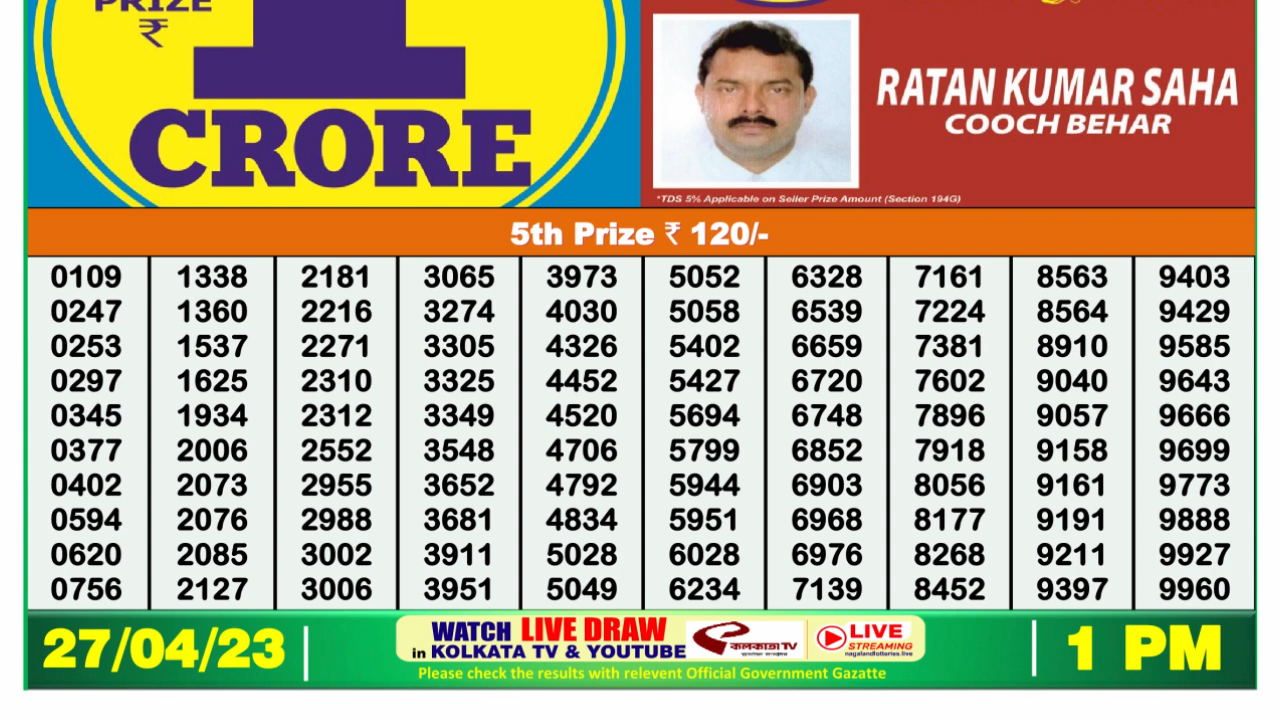 PRIZE
₹
1
CRORE
RATAN KUMAR SAHA
COOCH BEHAR
*TDS 5% Applicable on Seller Prize Amount (Section 194G)
5th Prize ₹ 120/-
0109 1338 2181 3065 3973 5052 6328 7161 8563 9403
0247 1360 2216 3274 4030 5058 6539 7224 8564 9429
0253 1537 2271 3305 4326 5402 6659 7381 8910 9585
0297 1625 2310 3325 4452 5427 6720 7602 9040 9643
0345 1934 2312 3349 4520 5694 6748 7896 9057 9666
0377 2006 2552 3548 4706 5799 6852 7918 9158 9699
0402 2073 2955 3652 4792 5944 6903 8056 9161 9773
0594 2076 2988 3681 4834 5951 6968 8177 9191 9888
0620 2085 3002 3911 5028 6028 6976 8268 9211 9927
0756 2127 3006 3951 5049 6234 7139 8452 9397 9960
27/04/23
WATCH LIVE DRAW
in KOLKATA TV & YOUTUBE
কলকাতা TV
LIVE
STREAMING
nagalandlotteries.live
1 PM
Please check the results with relevent Official Government Gazatte